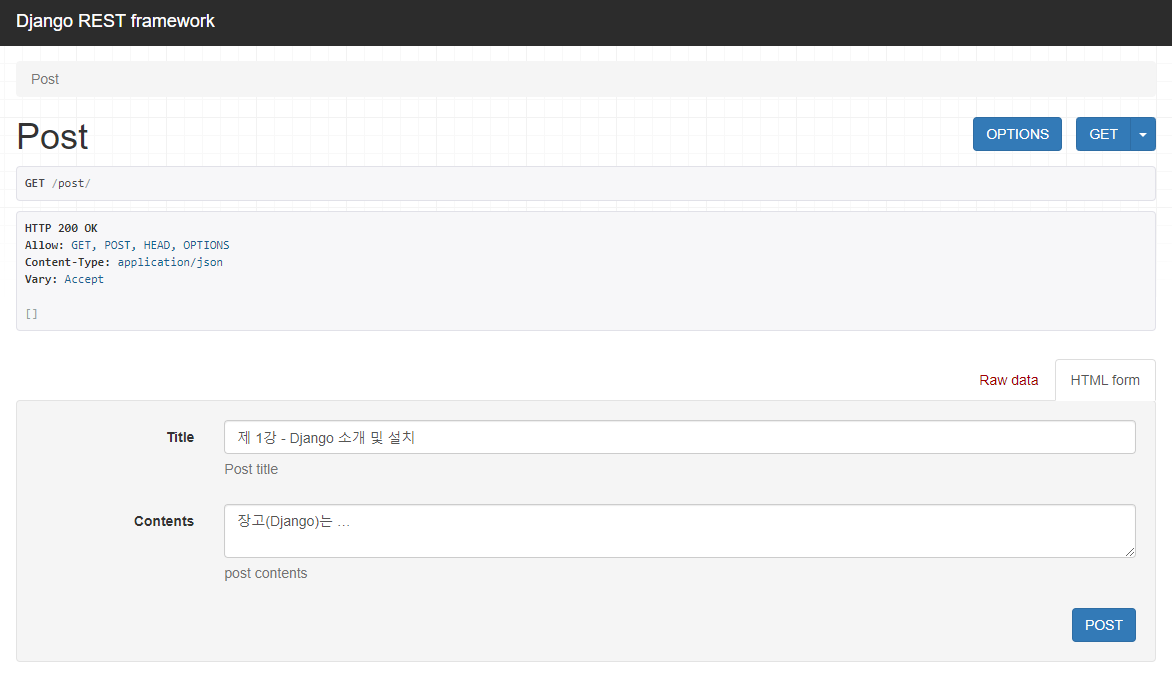 Django REST framework
Post
Post
OPTIONS
GET
GET /post/
HTTP 200 OK
Allow: GET, POST, HEAD, OPTIONS
Content-Type: application/json
Vary: Accept
[]
Raw data
HTML form
Title
제 1강 - Django 소개 및 설치
Post title
Contents
장고(Django)는 ...
post contents
POST